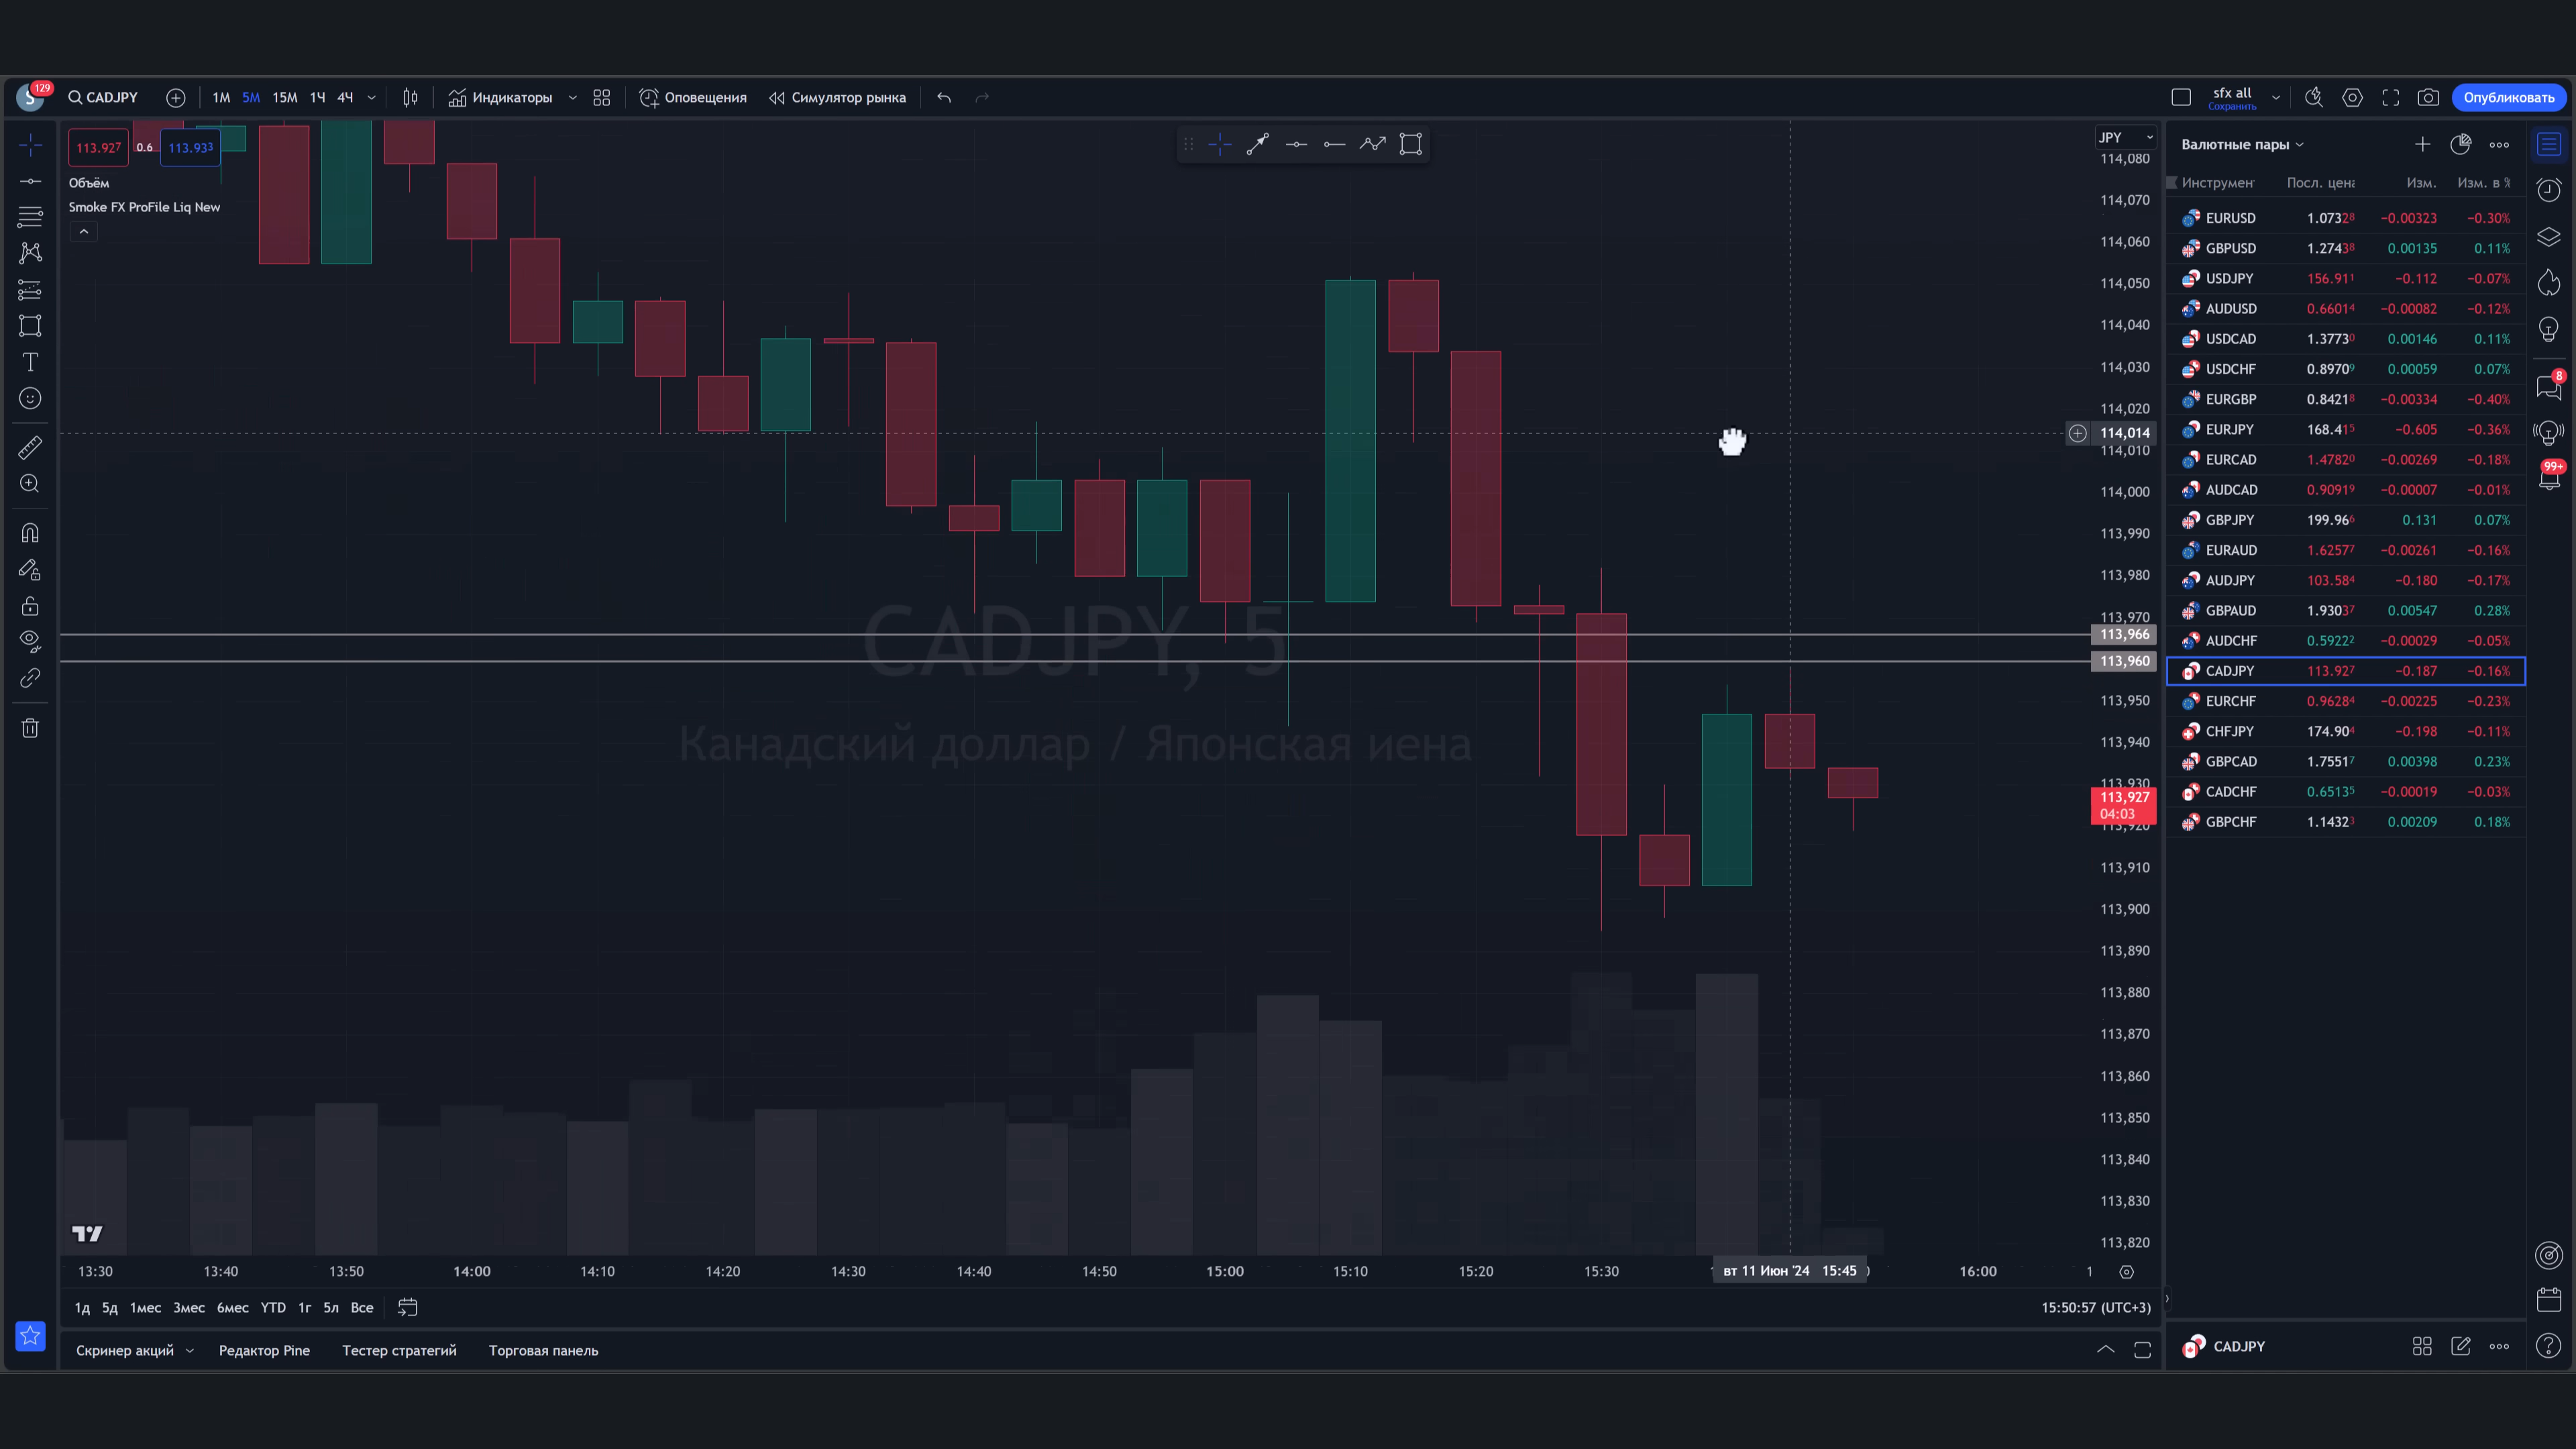 S 129 CADJPY 1М 5М 15М 1Ч 4Ч Индикаторы Оповещения Симулятор рынка sfx all Сохранить Опубликовать
113.927 0.6 113.933
Объём
Smoke FX ProFile Liq New
CADJPY, 5
Канадский доллар / Японская иена
JPY
114,080
114,070
114,060
114,050
114,040
114,030
114,020
114,014
114,010
114,000
113,990
113,980
113,970
113,966
113,960
113,950
113,940
113,930
113,927
04:03
113,920
113,910
113,900
113,890
113,880
113,870
113,860
113,850
113,840
113,830
113,820
13:30 13:40 13:50 14:00 14:10 14:20 14:30 14:40 14:50 15:00 15:10 15:20 15:30 вт 11 Июн '24 15:45 16:00
1д 5д 1мес 3мес 6мес YTD 1г 5л Все 15:50:57 (UTC+3)
Скринер акций Редактор Pine Тестер стратегий Торговая панель
Валютные пары
Инструмен Посл. цена Изм. Изм. в %
EURUSD 1.07328 −0.00323 −0.30%
GBPUSD 1.27438 0.00135 0.11%
USDJPY 156.911 −0.112 −0.07%
AUDUSD 0.66014 −0.00082 −0.12%
USDCAD 1.37730 0.00146 0.11%
USDCHF 0.89709 0.00059 0.07%
EURGBP 0.84218 −0.00334 −0.40%
EURJPY 168.415 −0.605 −0.36%
EURCAD 1.47820 −0.00269 −0.18%
AUDCAD 0.90919 −0.00007 −0.01%
GBPJPY 199.966 0.131 0.07%
EURAUD 1.62577 −0.00261 −0.16%
AUDJPY 103.584 −0.180 −0.17%
GBPAUD 1.93037 0.00547 0.28%
AUDCHF 0.59222 −0.00029 −0.05%
CADJPY 113.927 −0.187 −0.16%
EURCHF 0.96284 −0.00225 −0.23%
CHFJPY 174.904 −0.198 −0.11%
GBPCAD 1.75517 0.00398 0.23%
CADCHF 0.65135 −0.00019 −0.03%
GBPCHF 1.14323 0.00209 0.18%
CADJPY
8
99+